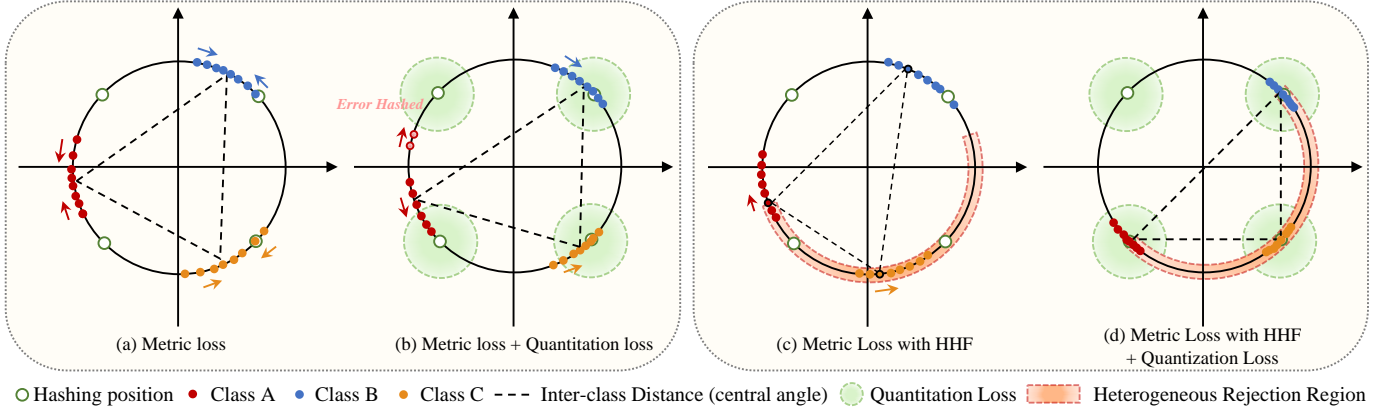 Error Hashed
(a) Metric loss
(b) Metric loss + Quantitation loss
(c) Metric Loss with HHF
(d) Metric Loss with HHF
+ Quantization Loss
Hashing position Class A Class B Class C Inter-class Distance (central angle) Quantitation Loss Heterogeneous Rejection Region